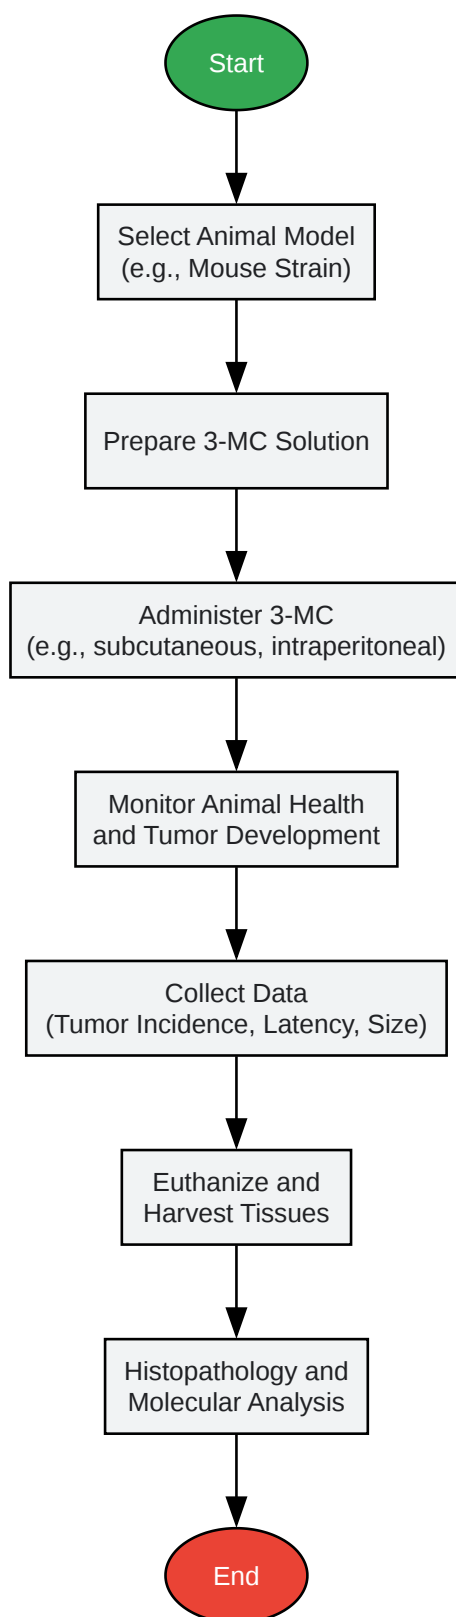 Start
Select Animal Model
(e.g., Mouse Strain)
Prepare 3-MC Solution
Administer 3-MC
(e.g., subcutaneous, intraperitoneal)
Monitor Animal Health
and Tumor Development
Collect Data
(Tumor Incidence, Latency, Size)
Euthanize and
Harvest Tissues
Histopathology and
Molecular Analysis
End